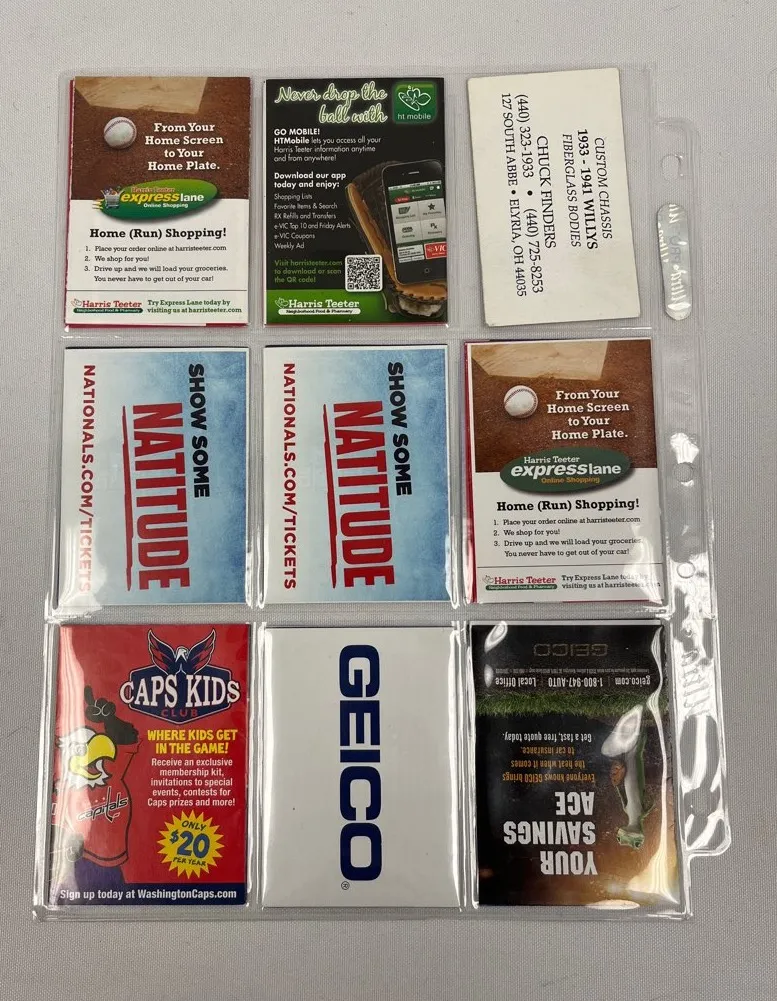 From Your
Home Screen
to Your
Home Plate.
Harris Teeter
expresslane
Online Shopping
Home (Run) Shopping!
1. Place your order online at harristeeter.com
2. We shop for you!
3. Drive up and we will load your groceries.
You never have to get out of your car!
Harris Teeter
Neighborhood Food & Pharmacy
Try Express Lane today by
visiting us at harristeeter.com
Never drop the
ball with
ht mobile
GO MOBILE!
HTMobile lets you access all your
Harris Teeter information anytime
and from anywhere!
Download our app
today and enjoy:
Shopping Lists
Favorite Items & Search
RX Refills and Transfers
e-VIC Top 10 and Friday Alerts
e-VIC Coupons
Weekly Ad
Visit harristeeter.com
to download or scan
the QR code!
VIC
Harris Teeter
Neighborhood Food & Pharmacy
CUSTOM CHASSIS
1933 - 1941 WILLYS
FIBERGLASS BODIES
CHUCK FINDERS
(440) 323-1933 • (440) 725-8253
127 SOUTH ABBE • ELYRIA, OH 44035
SHOW SOME
NATITUDE
NATIONALS.COM/TICKETS
SHOW SOME
NATITUDE
NATIONALS.COM/TICKETS
From Your
Home Screen
to Your
Home Plate.
Harris Teeter
expresslane
Online Shopping
Home (Run) Shopping!
1. Place your order online at harristeeter.com
2. We shop for you!
3. Drive up and we will load your groceries.
You never have to get out of your car!
Harris Teeter
Neighborhood Food & Pharmacy
Try Express Lane today by
visiting us at harristeeter.com
CAPS KIDS
CLUB
WHERE KIDS GET
IN THE GAME!
Receive an exclusive
membership kit,
invitations to special
events, contests for
Caps prizes and more!
capitals
ONLY
$20
PER YEAR
Sign up today at WashingtonCaps.com
GEICO®
YOUR
SAVINGS
ACE
Everyone knows GEICO brings
the heat when it comes
to car insurance.
Get a fast, free quote today.
geico.com | 1-800-947-AUTO | Local Office
GEICO